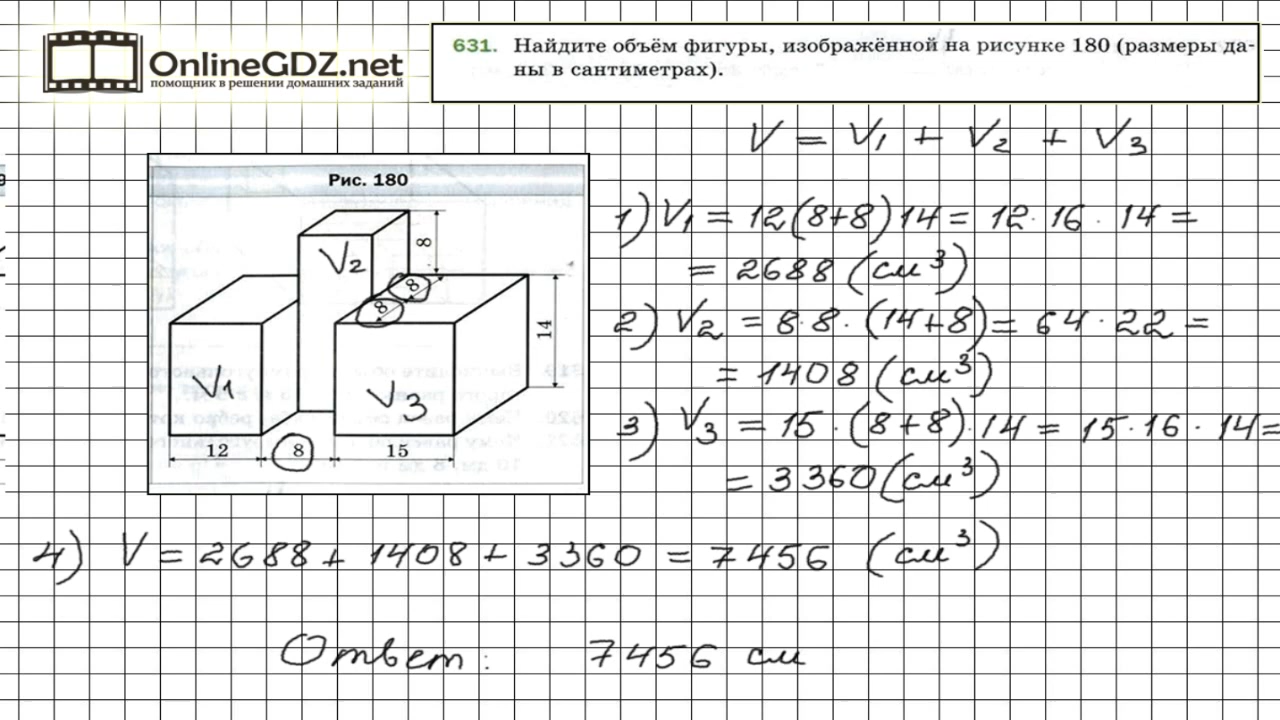 OnlineGDZ.net
помощник в решении домашних заданий
631. Найдите объём фигуры, изображённой на рисунке 180 (размеры да-
ны в сантиметрах).
V = V₁ + V₂ + V₃
Рис. 180
V₂
8
8
8
14
V₁
V₃
12
8
15
1) V₁ = 12(8+8)14 = 12·16·14 =
= 2688 (см³)
2) V₂ = 8·8·(14+8) = 64·22 =
= 1408 (см³)
3) V₃ = 15·(8+8)·14 = 15·16·14 =
= 3360 (см³)
4) V = 2688 + 1408 + 3360 = 7456 (см³)
Ответ: 7456 см